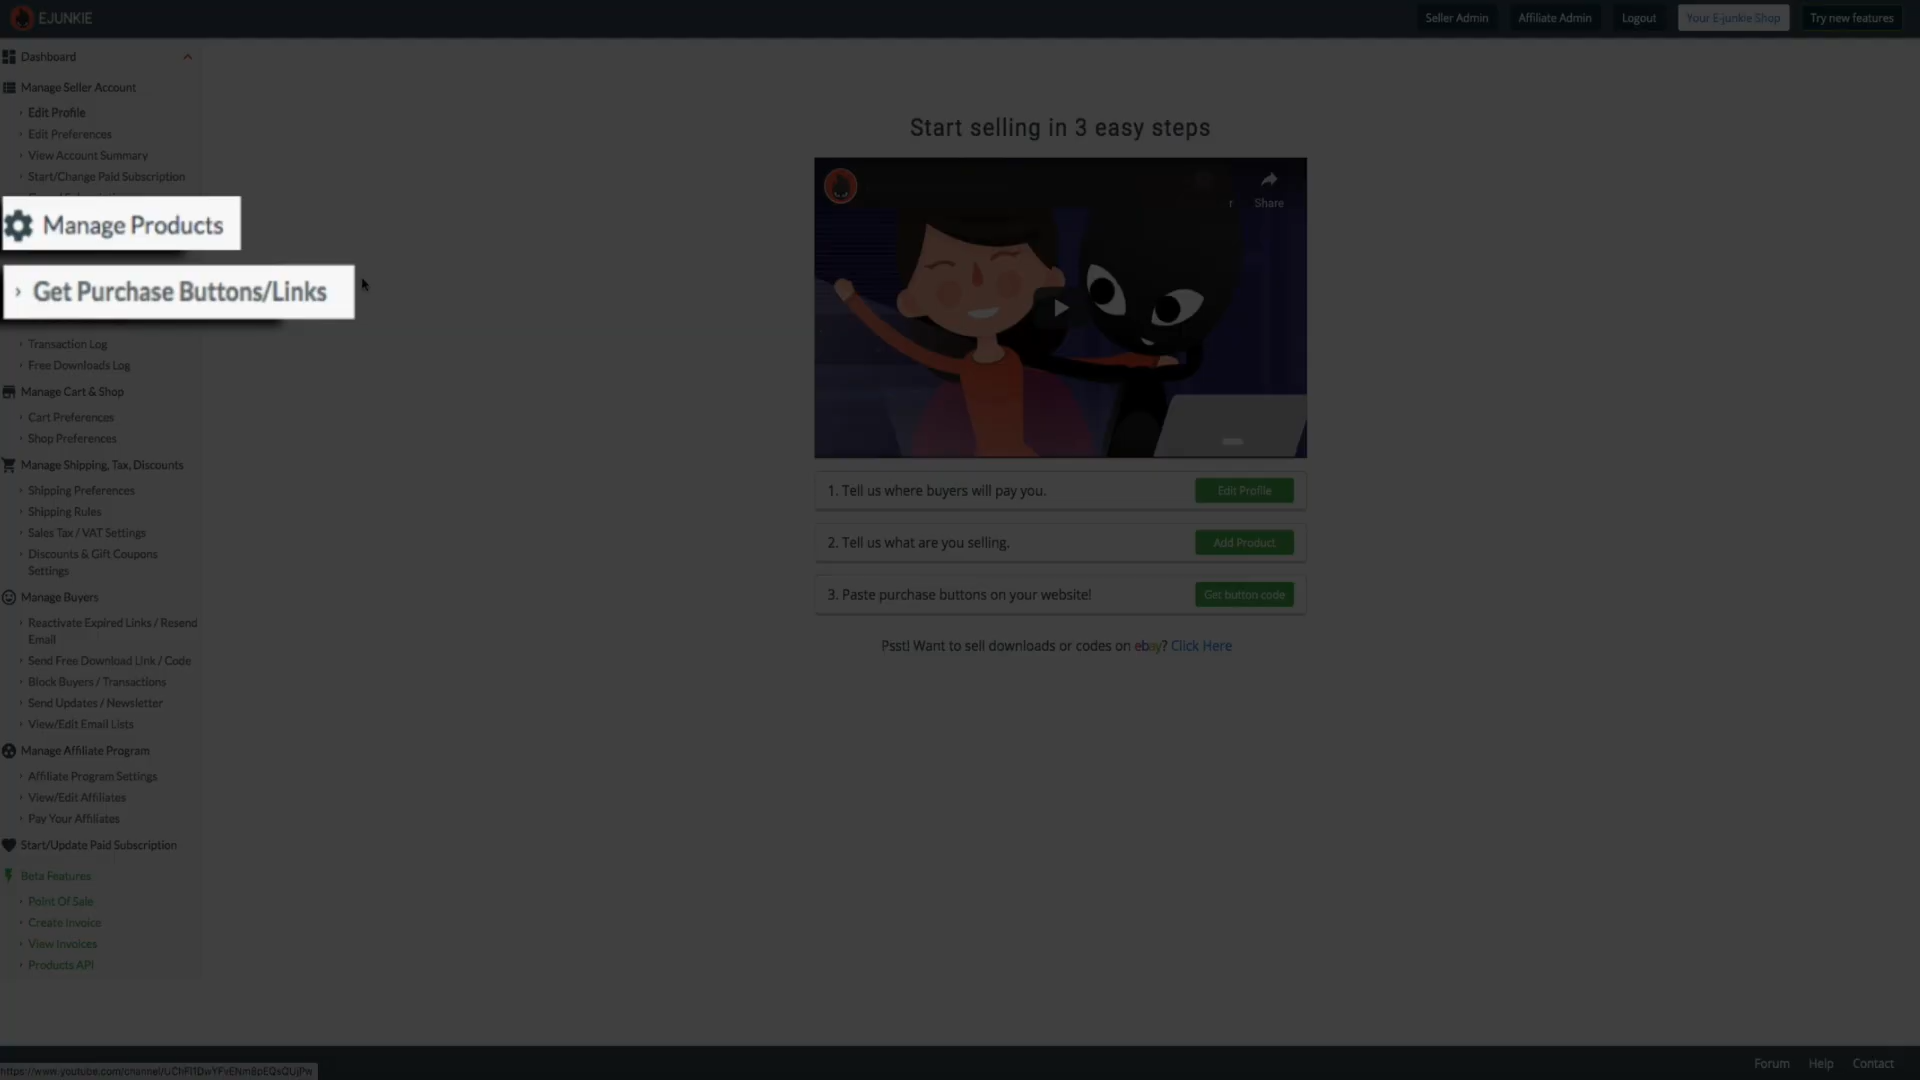 EJUNKIE
Seller Admin
Affiliate Admin
Logout
Your E-junkie Shop
Try new features
Dashboard
Manage Seller Account
Edit Profile
Edit Preferences
View Account Summary
Start/Change Paid Subscription
Manage Products
Get Purchase Buttons/Links
Transaction Log
Free Downloads Log
Manage Cart & Shop
Cart Preferences
Shop Preferences
Manage Shipping, Tax, Discounts
Shipping Preferences
Shipping Rules
Sales Tax / VAT Settings
Discounts & Gift Coupons
Settings
Manage Buyers
Reactivate Expired Links / Resend
Email
Send Free Download Link / Code
Block Buyers / Transactions
Send Updates / Newsletter
View/Edit Email Lists
Manage Affiliate Program
Affiliate Program Settings
View/Edit Affiliates
Pay Your Affiliates
Start/Update Paid Subscription
Beta Features
Point Of Sale
Create Invoice
View Invoices
Products API
Start selling in 3 easy steps
Share
1. Tell us where buyers will pay you.
Edit Profile
2. Tell us what are you selling.
Add Product
3. Paste purchase buttons on your website!
Get button code
Psst! Want to sell downloads or codes on ebay? Click Here
Forum
Help
Contact